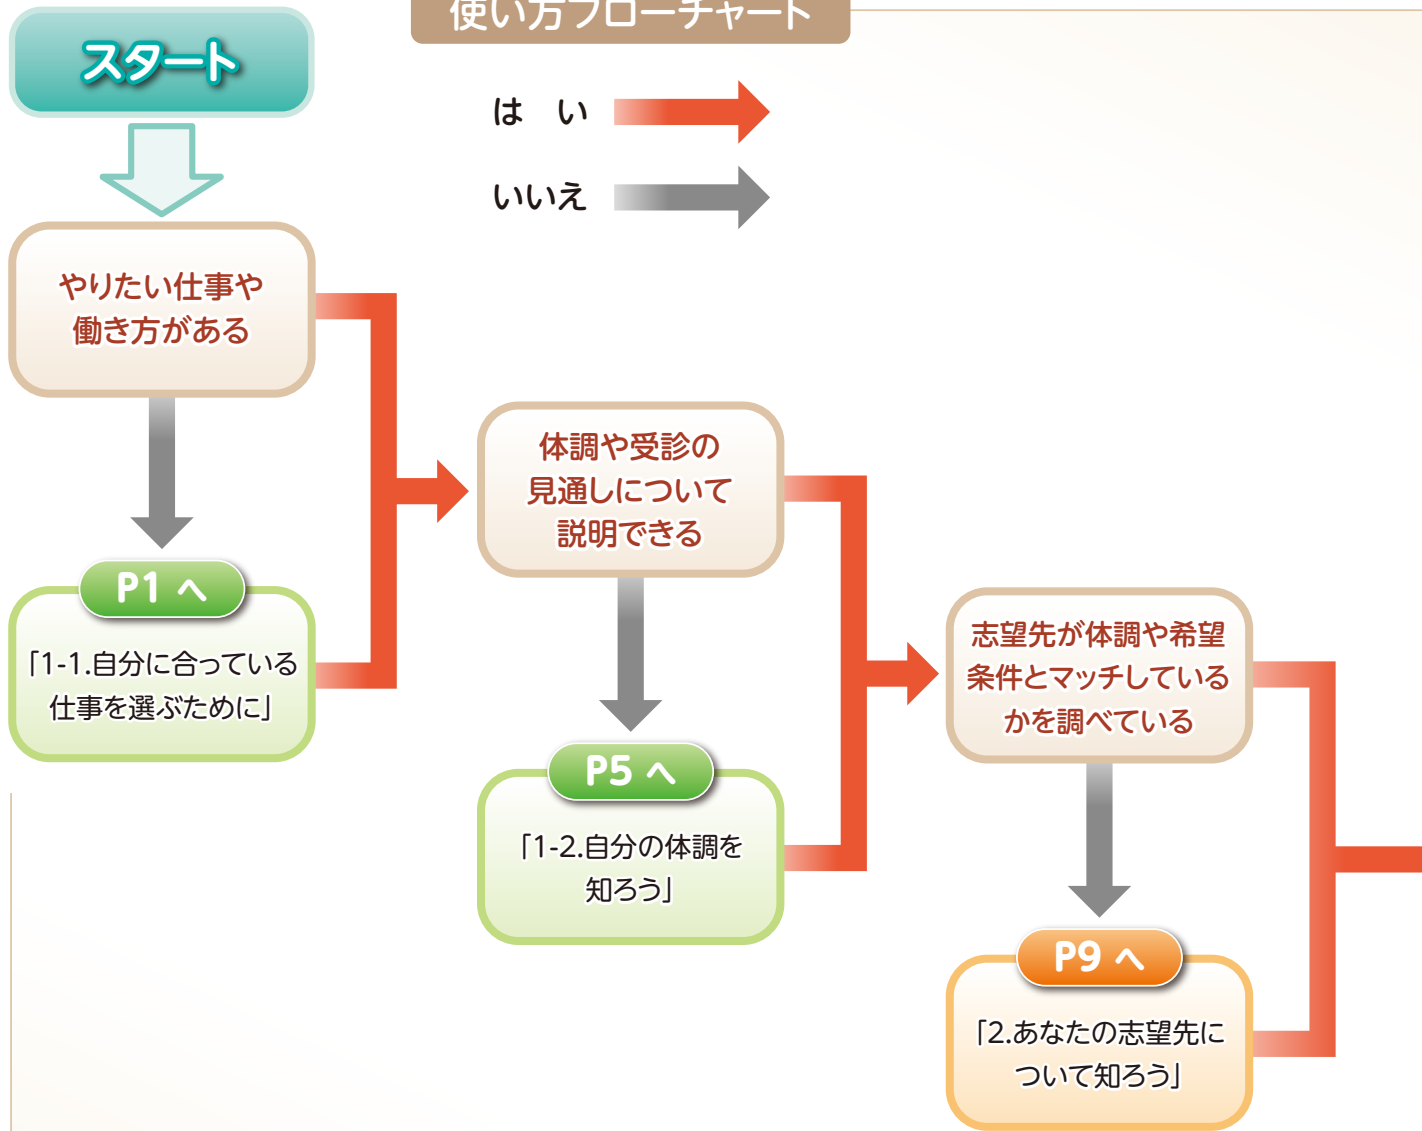 使い方フローチャート
スタート
はい
いいえ
やりたい仕事や
働き方がある
P1 へ
「1-1.自分に合っている
仕事を選ぶために」
体調や受診の
見通しについて
説明できる
P5 へ
「1-2.自分の体調を
知ろう」
志望先が体調や希望
条件とマッチしている
かを調べている
P9 へ
「2.あなたの志望先に
ついて知ろう」